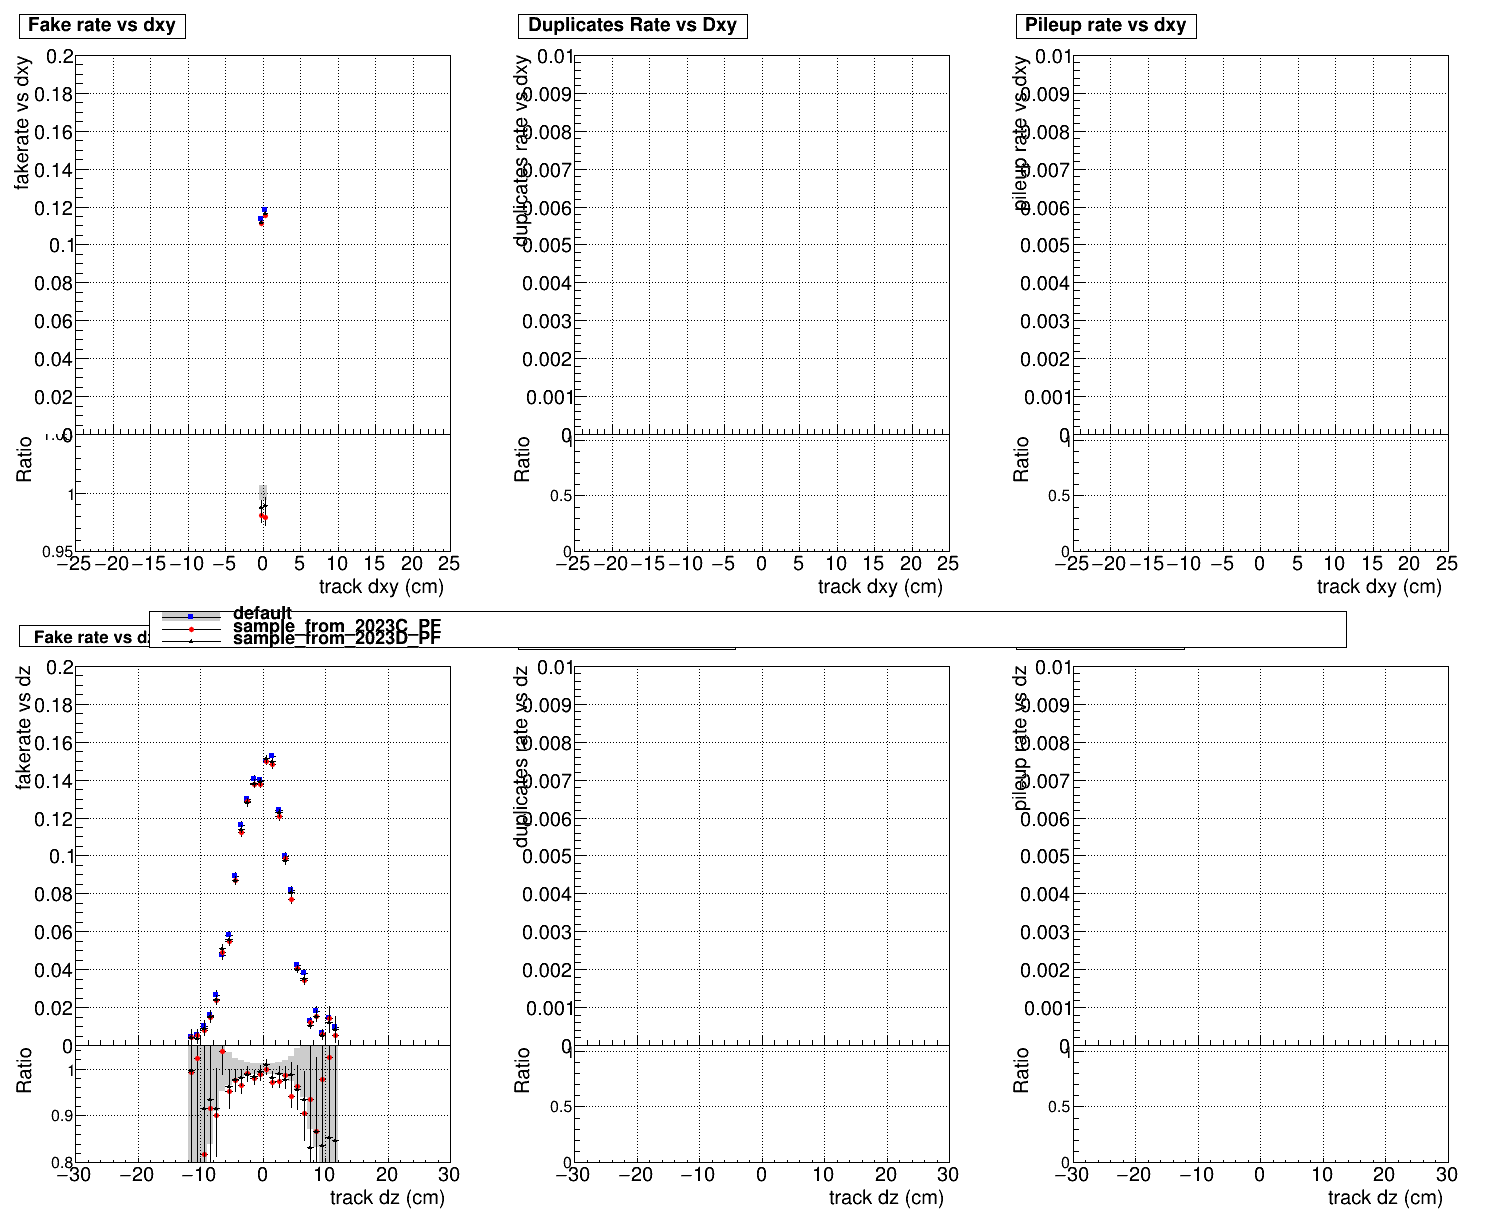 Fake rate vs dxy
fakerate vs dxy
0.2
0.18
0.16
0.14
0.12
0.1
0.08
0.06
0.04
0.02
0
Ratio
1
0.95
−25 −20 −15 −10 −5 0 5 10 15 20 25
track dxy (cm)
Duplicates Rate vs Dxy
duplicates rate vs dxy
0.01
0.009
0.008
0.007
0.006
0.005
0.004
0.003
0.002
0.001
0
Ratio
1
0.5
0
−25 −20 −15 −10 −5 0 5 10 15 20 25
track dxy (cm)
Pileup rate vs dxy
pileup rate vs dxy
0.01
0.009
0.008
0.007
0.006
0.005
0.004
0.003
0.002
0.001
0
Ratio
1
0.5
0
−25 −20 −15 −10 −5 0 5 10 15 20 25
track dxy (cm)
default
sample_from_2023C_PF
sample_from_2023D_PF
Fake rate vs dz
fakerate vs dz
0.2
0.18
0.16
0.14
0.12
0.1
0.08
0.06
0.04
0.02
0
Ratio
1
0.9
0.8
−30 −20 −10 0 10 20 30
track dz (cm)
duplicates rate vs dz
0.01
0.009
0.008
0.007
0.006
0.005
0.004
0.003
0.002
0.001
0
Ratio
1
0.5
0
−30 −20 −10 0 10 20 30
track dz (cm)
pileup rate vs dz
0.01
0.009
0.008
0.007
0.006
0.005
0.004
0.003
0.002
0.001
0
Ratio
1
0.5
0
−30 −20 −10 0 10 20 30
track dz (cm)